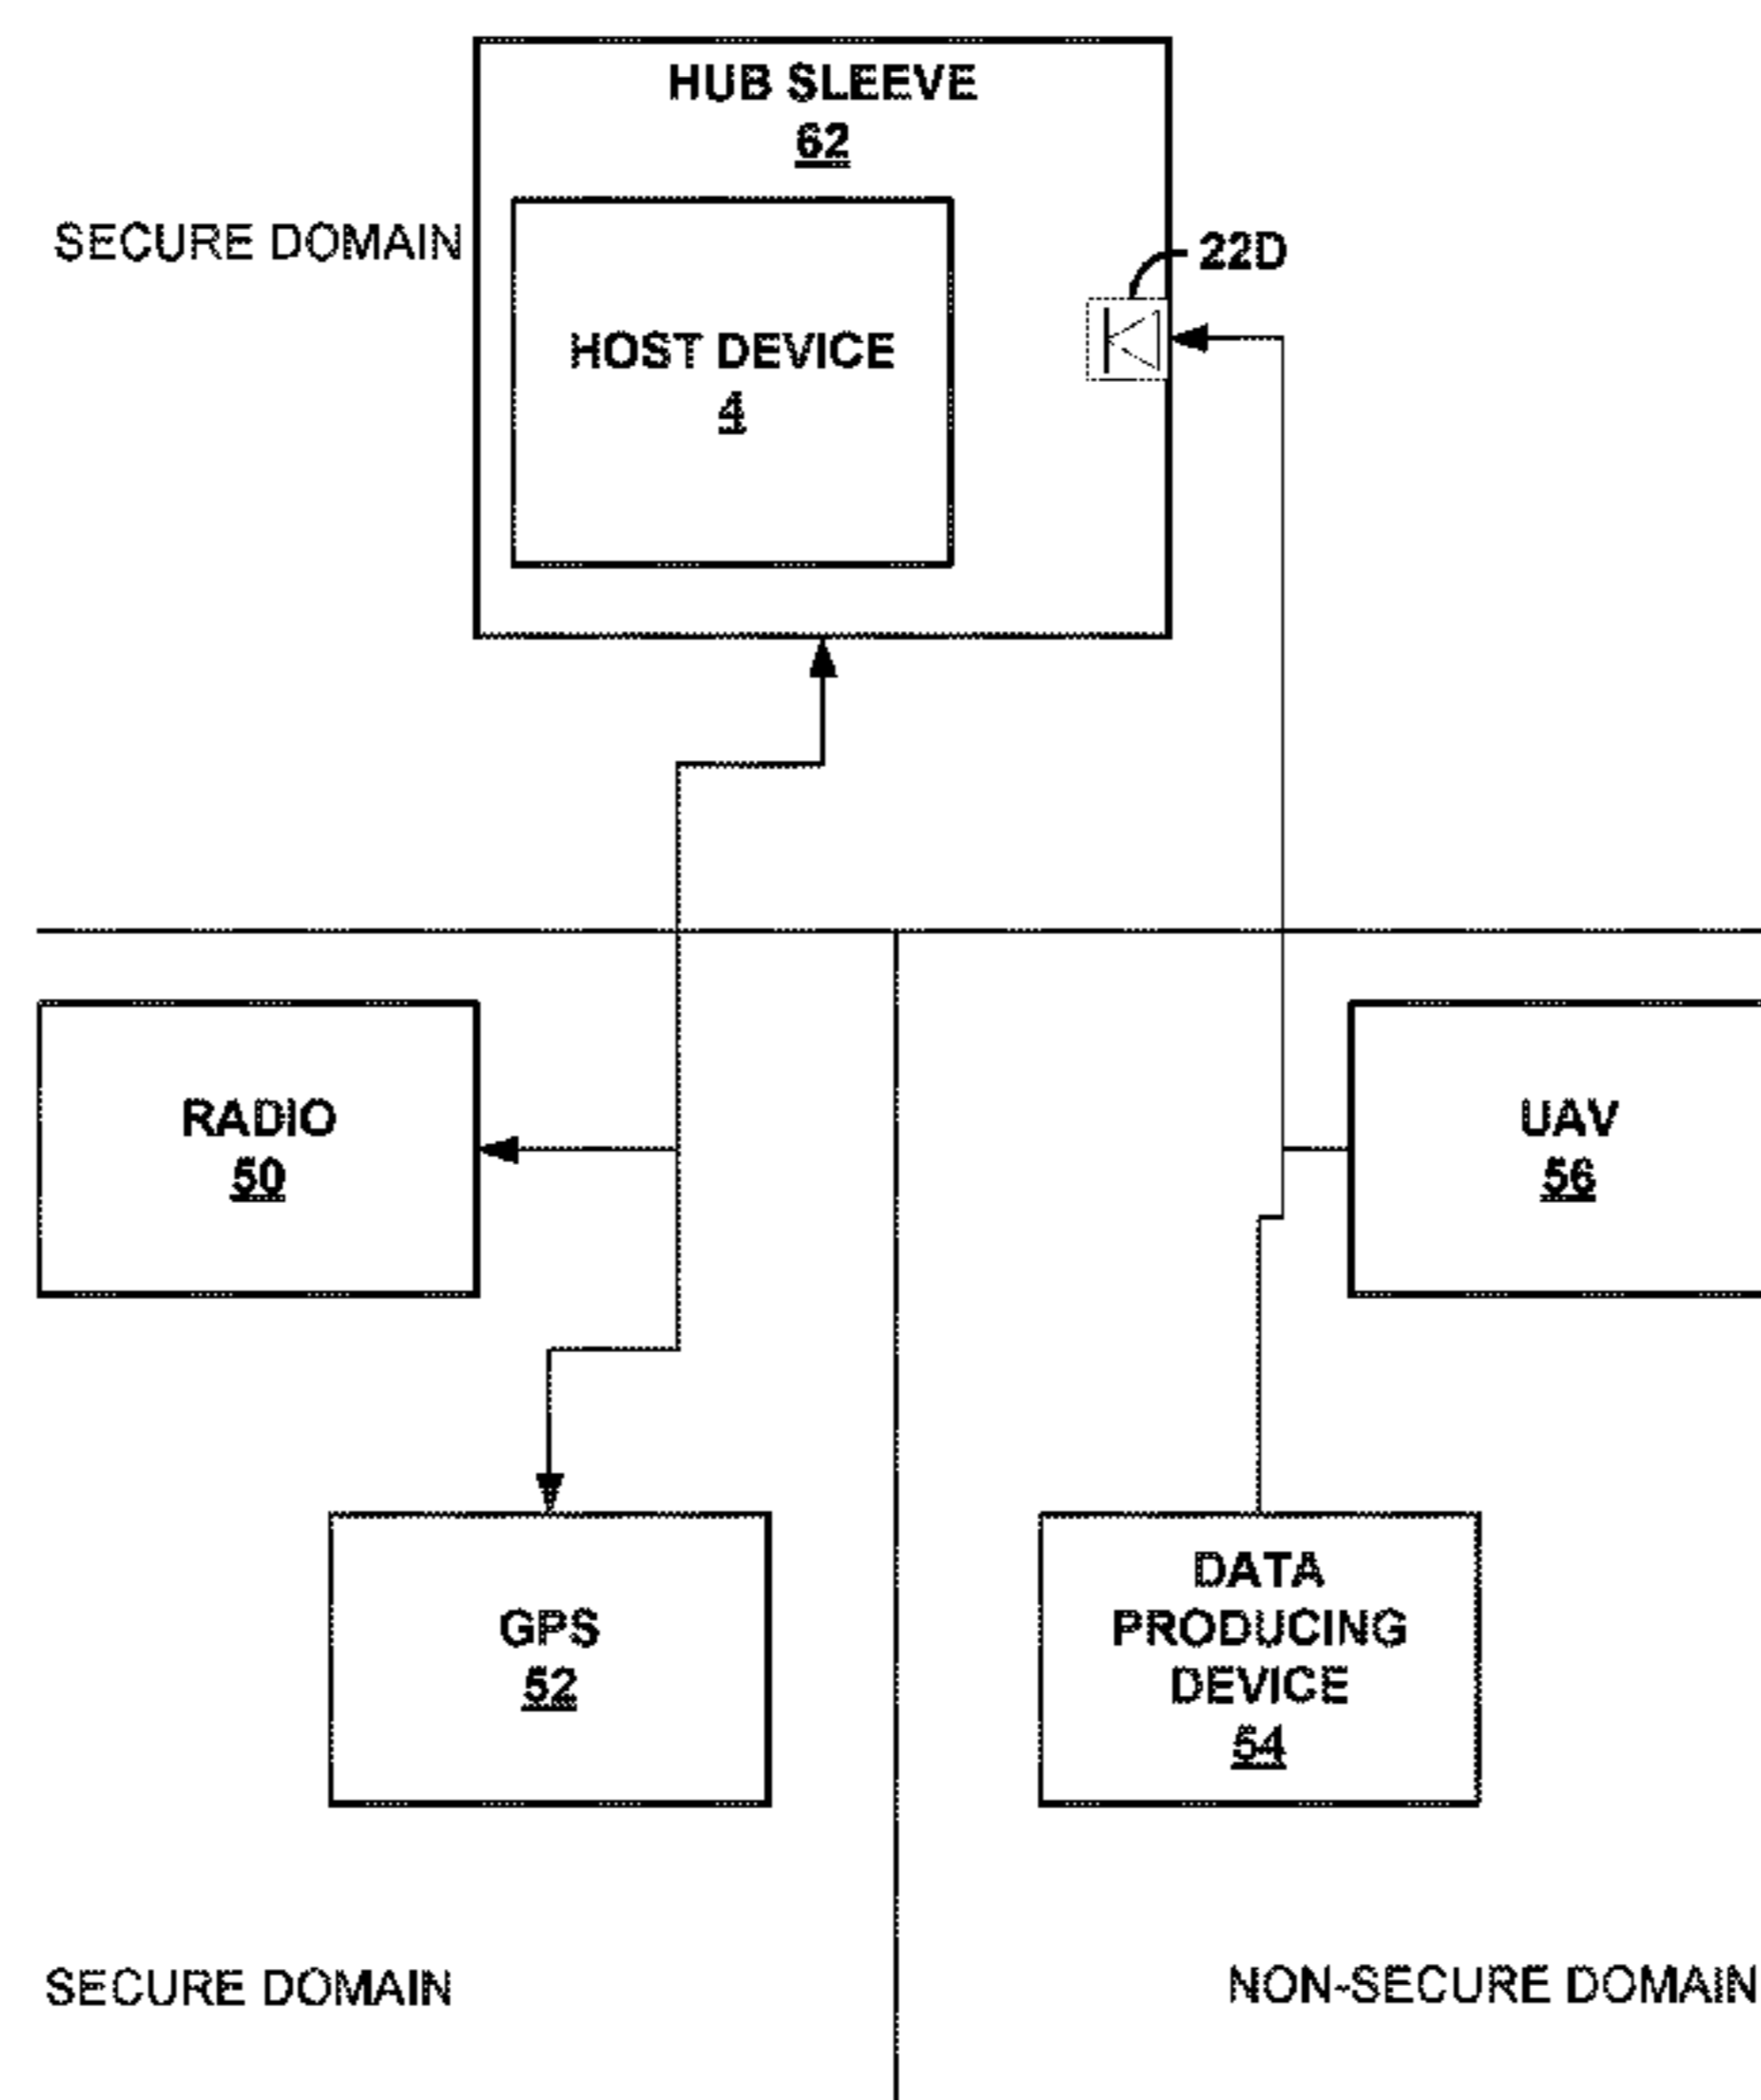 HUB SLEEVE
62
SECURE DOMAIN
22D
HOST DEVICE
4
RADIO
50
UAV
56
GPS
52
DATA
PRODUCING
DEVICE
54
SECURE DOMAIN
NON-SECURE DOMAIN